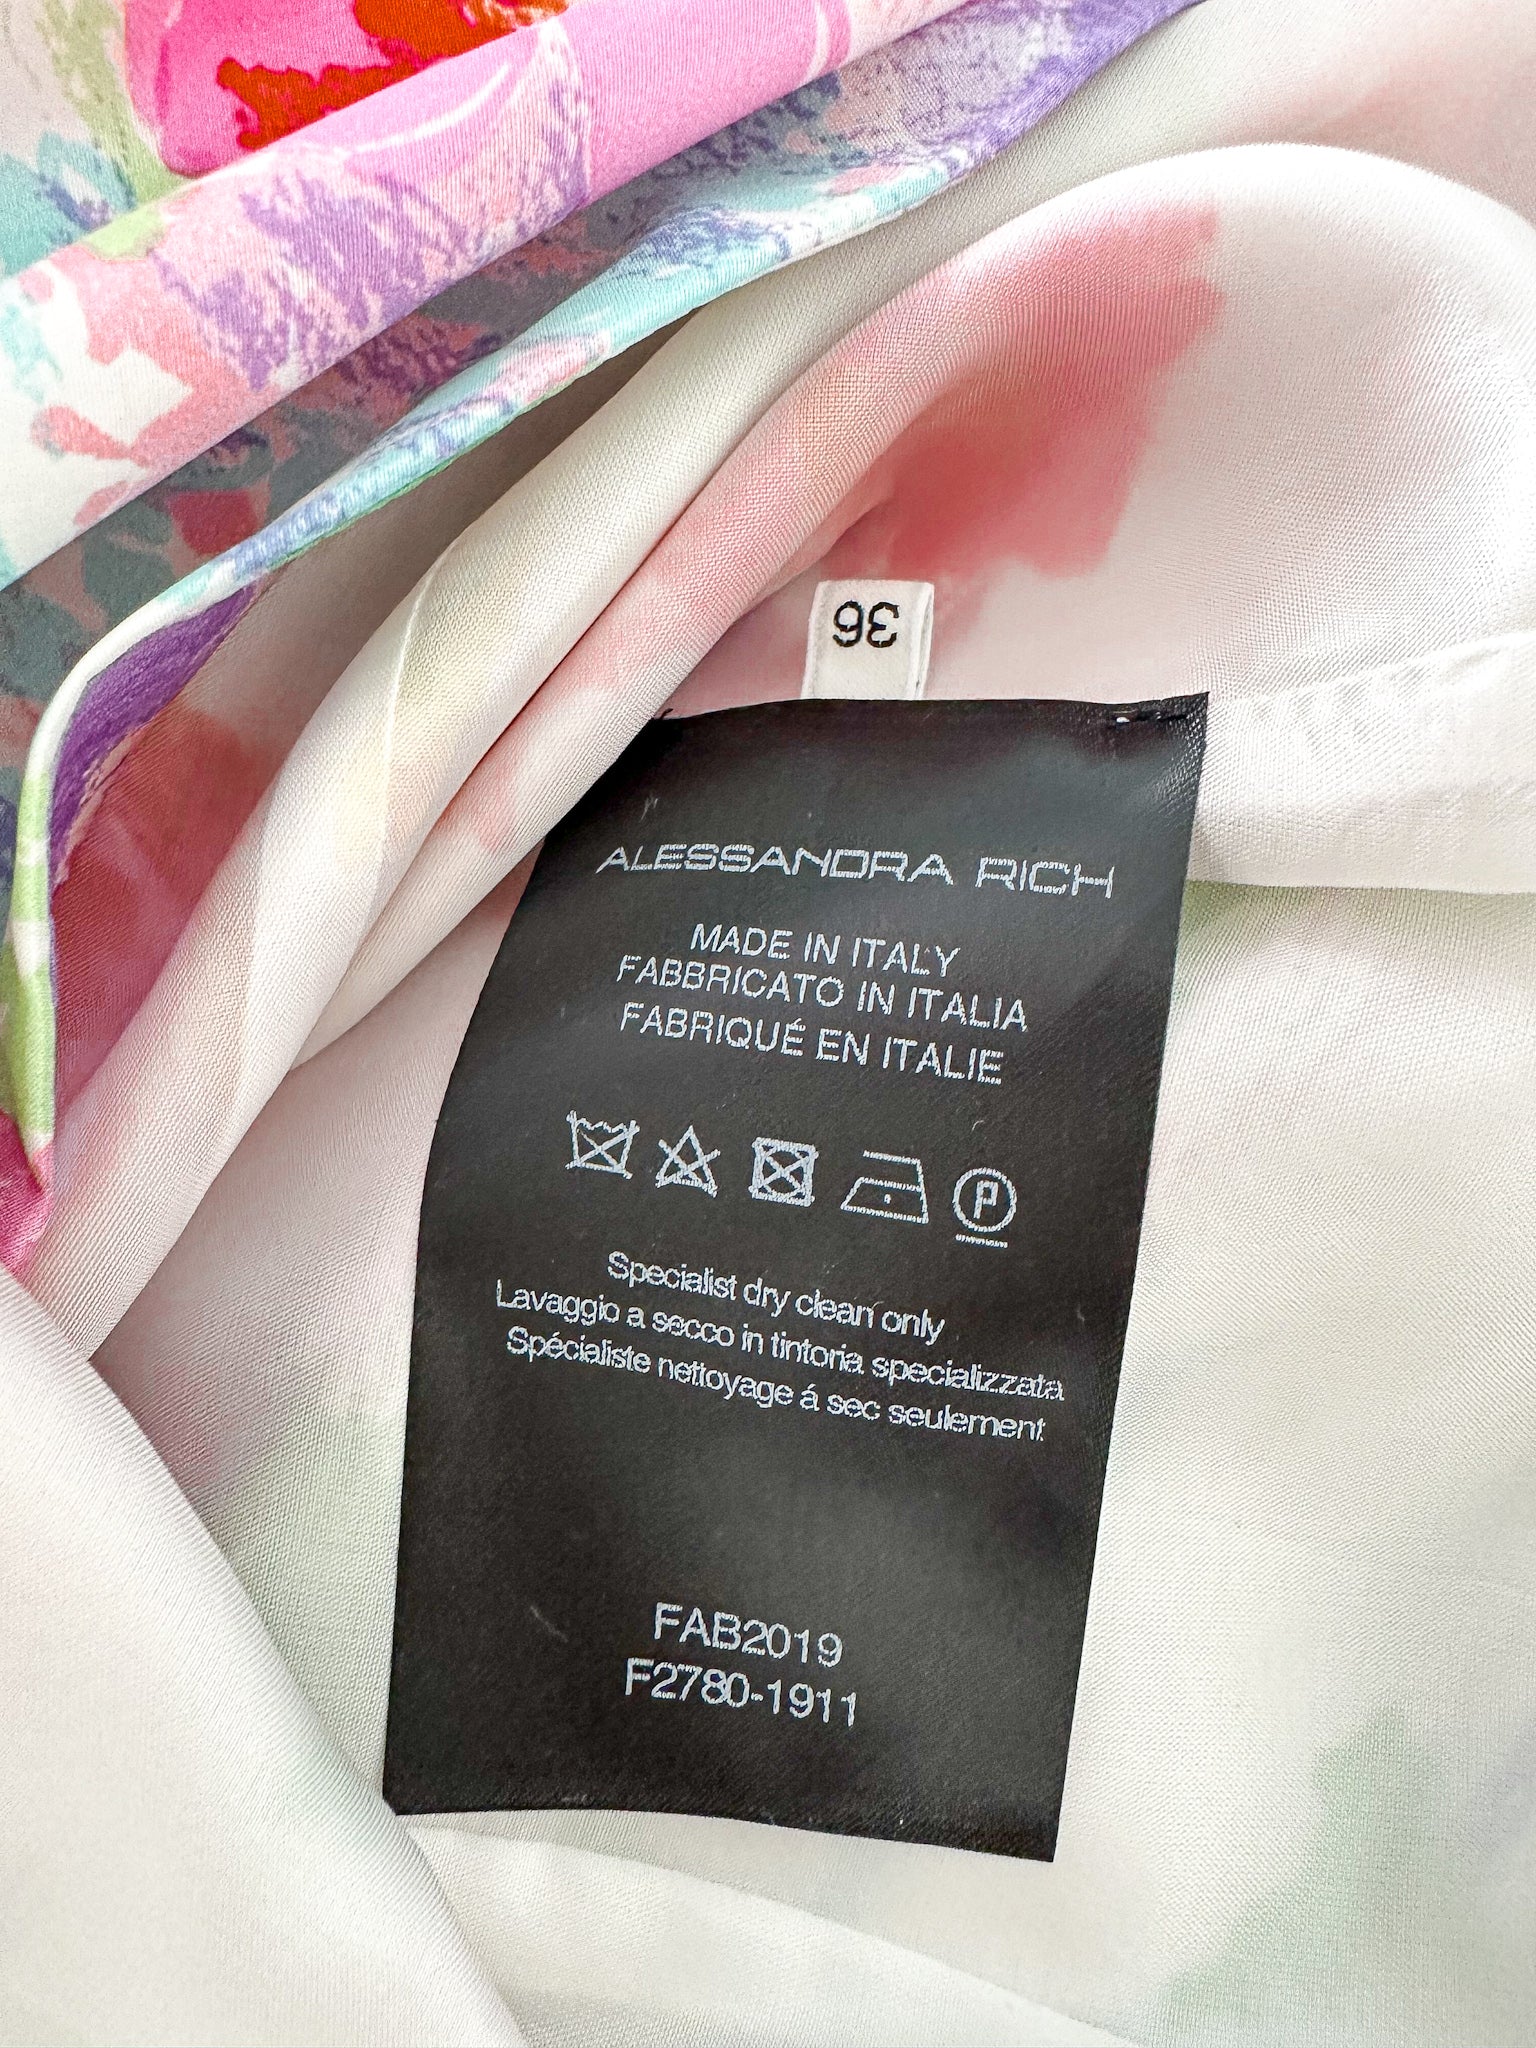 36
ALESSANDRA RICH
MADE IN ITALY
FABBRICATO IN ITALIA
FABRIQUÉ EN ITALIE
P
Specialist dry clean only
Lavaggio a secco in tintoria specializzata
Spécialiste nettoyage á sec seulement
FAB2019
F2780-1911